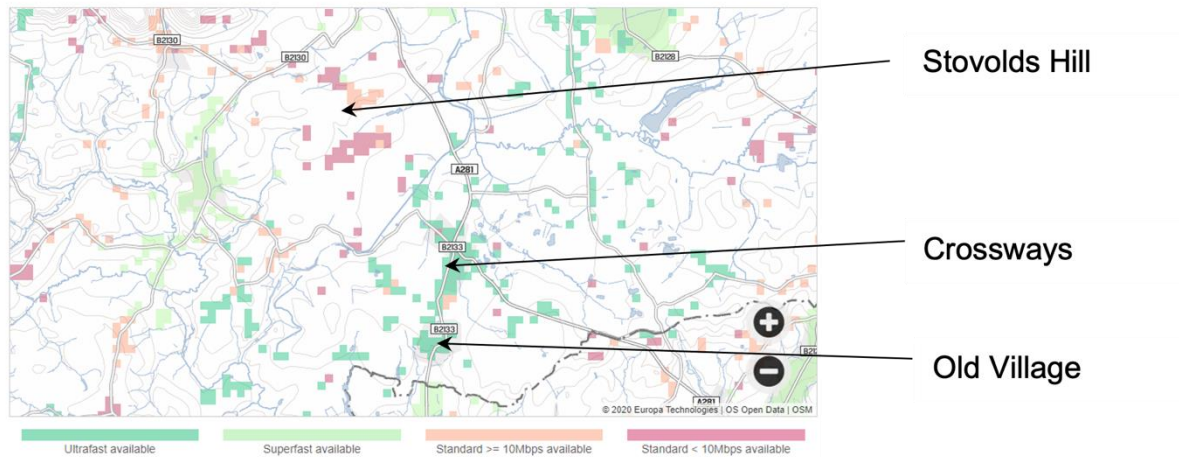 B2130
B2130
B2128
Stovolds Hill
A281
B2133
Crossways
B2133
Old Village
A281
© 2020 Europa Technologies | OS Open Data | OSM
Ultrafast available
Superfast available
Standard >= 10Mbps available
Standard < 10Mbps available